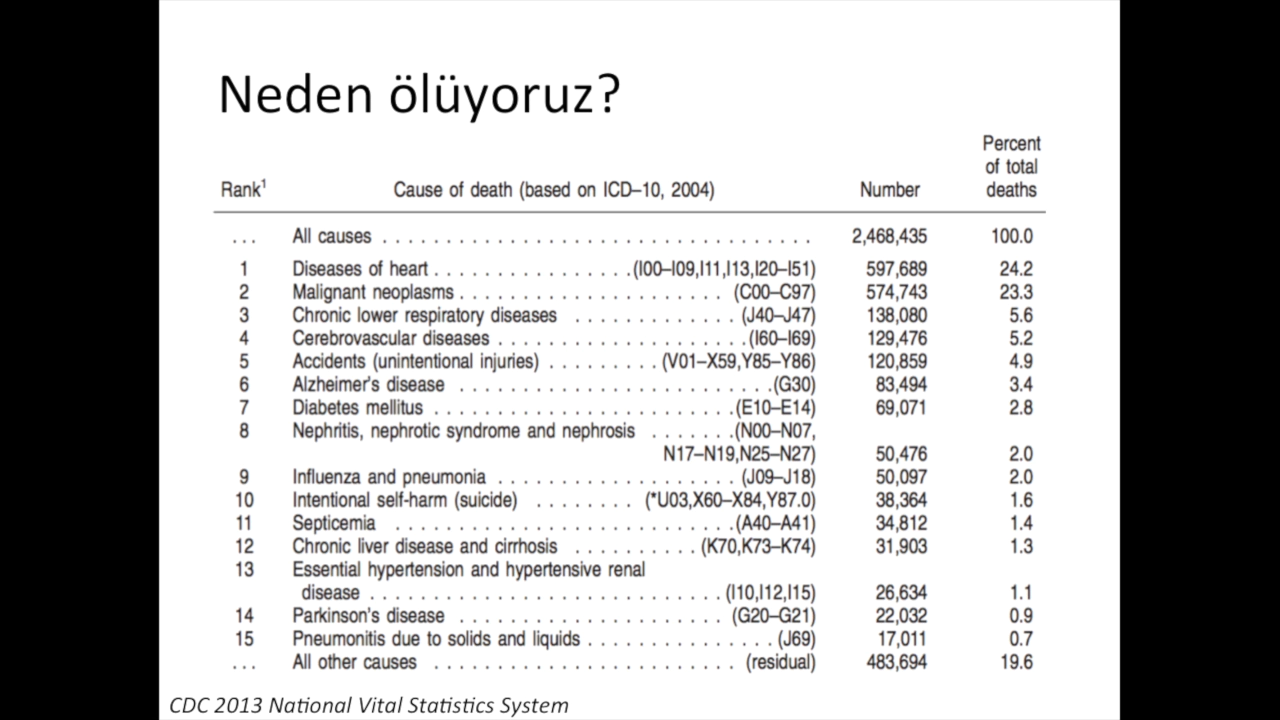 Neden ölüyoruz?
Percent
of total
Rank¹ Cause of death (based on ICD–10, 2004) Number deaths
... All causes . . . . . . . . . . . . . . . . . . . . . . . . . . . . . . . . . . 2,468,435 100.0
1 Diseases of heart . . . . . . . . . . . . . . . . (I00–I09,I11,I13,I20–I51) 597,689 24.2
2 Malignant neoplasms . . . . . . . . . . . . . . . . . . . . . (C00–C97) 574,743 23.3
3 Chronic lower respiratory diseases . . . . . . . . . . . . . (J40–J47) 138,080 5.6
4 Cerebrovascular diseases . . . . . . . . . . . . . . . . . . . . (I60–I69) 129,476 5.2
5 Accidents (unintentional injuries) . . . . . . . . . (V01–X59,Y85–Y86) 120,859 4.9
6 Alzheimer's disease . . . . . . . . . . . . . . . . . . . . . . . . . (G30) 83,494 3.4
7 Diabetes mellitus . . . . . . . . . . . . . . . . . . . . . . . . (E10–E14) 69,071 2.8
8 Nephritis, nephrotic syndrome and nephrosis . . . . . . . (N00–N07,
N17–N19,N25–N27) 50,476 2.0
9 Influenza and pneumonia . . . . . . . . . . . . . . . . . . . . (J09–J18) 50,097 2.0
10 Intentional self-harm (suicide) . . . . . . . . (*U03,X60–X84,Y87.0) 38,364 1.6
11 Septicemia . . . . . . . . . . . . . . . . . . . . . . . . . . . (A40–A41) 34,812 1.4
12 Chronic liver disease and cirrhosis . . . . . . . . . . (K70,K73–K74) 31,903 1.3
13 Essential hypertension and hypertensive renal
disease . . . . . . . . . . . . . . . . . . . . . . . . . . . . (I10,I12,I15) 26,634 1.1
14 Parkinson's disease . . . . . . . . . . . . . . . . . . . . . (G20–G21) 22,032 0.9
15 Pneumonitis due to solids and liquids . . . . . . . . . . . . . . . (J69) 17,011 0.7
... All other causes . . . . . . . . . . . . . . . . . . . . . . . . (residual) 483,694 19.6
CDC 2013 National Vital Statistics System